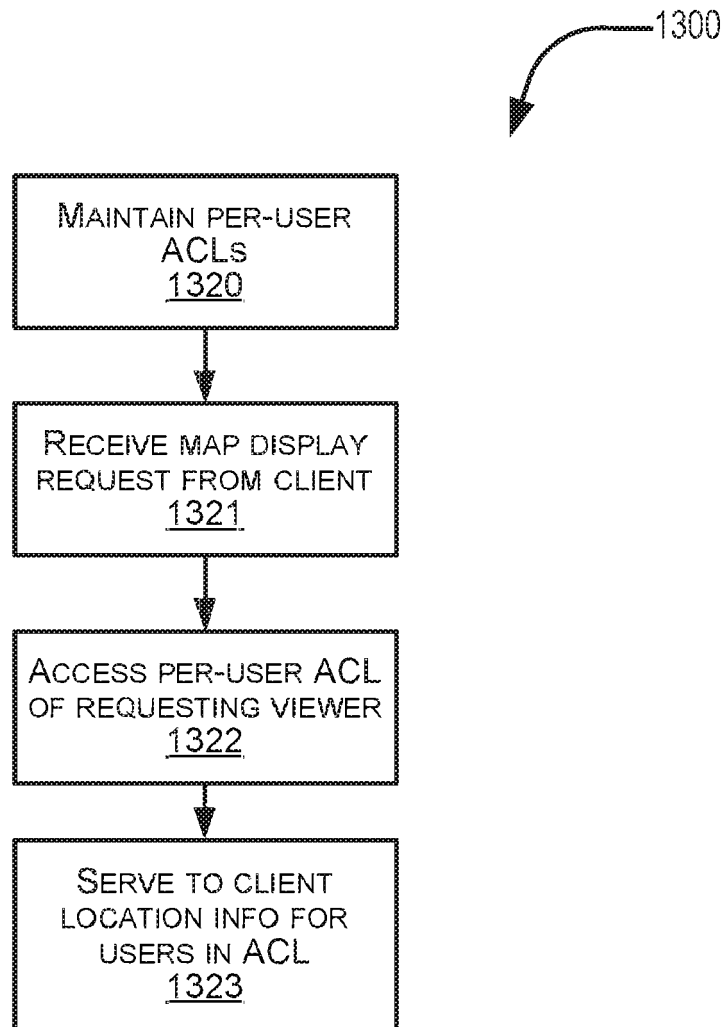 1300
MAINTAIN PER-USER
ACLS
1320
RECEIVE MAP DISPLAY
REQUEST FROM CLIENT
1321
ACCESS PER-USER ACL
OF REQUESTING VIEWER
1322
SERVE TO CLIENT
LOCATION INFO FOR
USERS IN ACL
1323